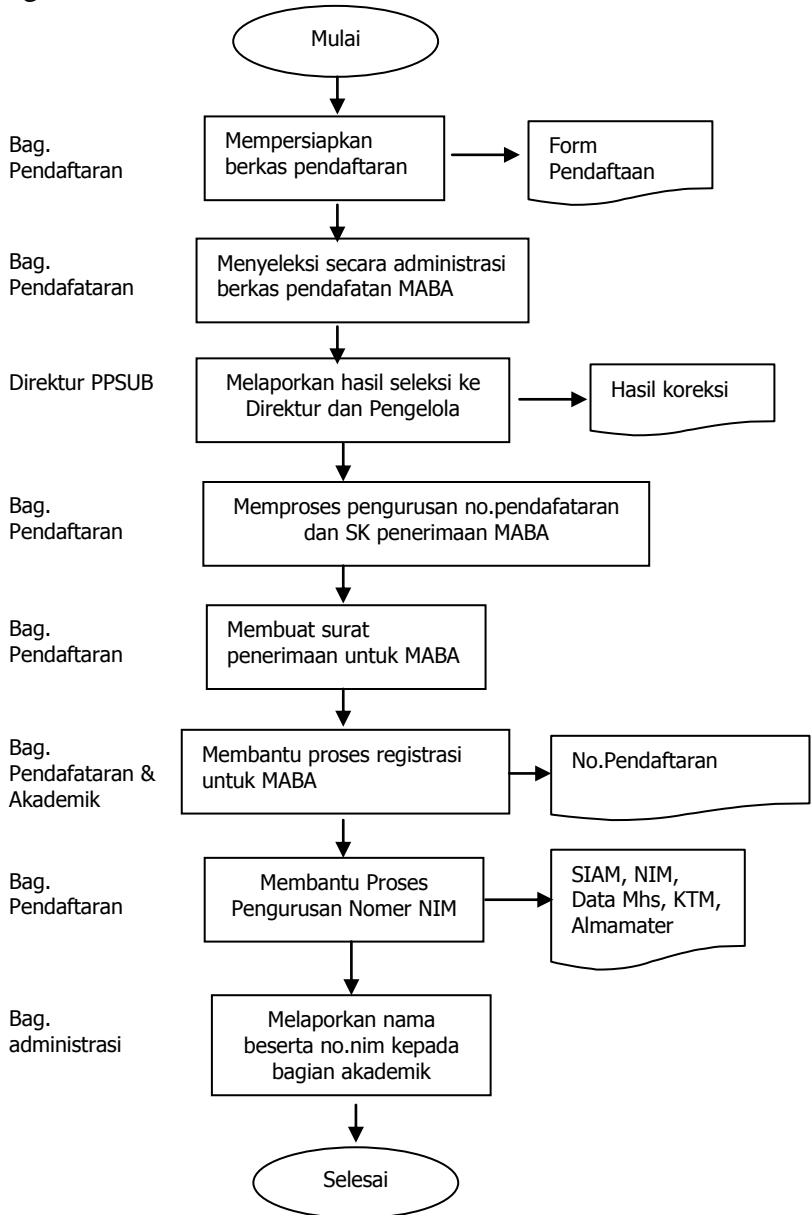 Mulai
Bag.
Pendaftaran
Mempersiapkan
berkas pendaftaran
Form
Pendaftaan
Bag.
Pendafataran
Menyeleksi secara administrasi
berkas pendafatan MABA
Direktur PPSUB
Melaporkan hasil seleksi ke
Direktur dan Pengelola
Hasil koreksi
Bag.
Pendaftaran
Memproses pengurusan no.pendafataran
dan SK penerimaan MABA
Bag.
Pendaftaran
Membuat surat
penerimaan untuk MABA
Bag.
Pendafataran &
Akademik
Membantu proses registrasi
untuk MABA
No.Pendaftaran
Bag.
Pendaftaran
Membantu Proses
Pengurusan Nomer NIM
SIAM, NIM,
Data Mhs, KTM,
Almamater
Bag.
administrasi
Melaporkan nama
beserta no.nim kepada
bagian akademik
Selesai